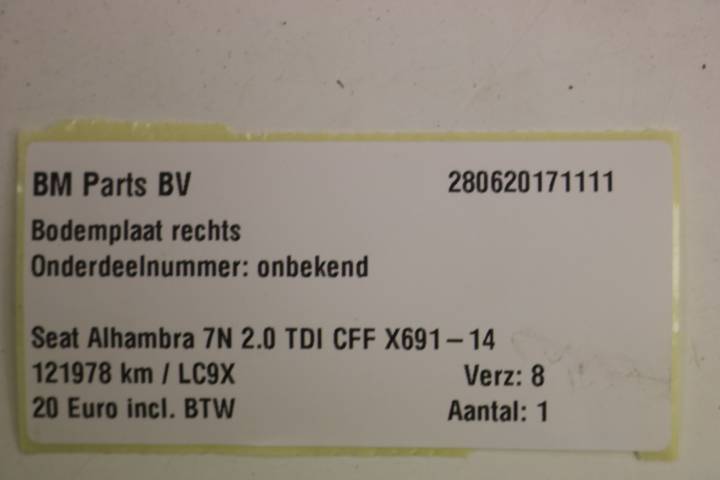 BM Parts BV 280620171111
Bodemplaat rechts
Onderdeelnummer: onbekend
Seat Alhambra 7N 2.0 TDI CFF X691-14
121978 km / LC9X Verz: 8
20 Euro incl. BTW Aantal: 1